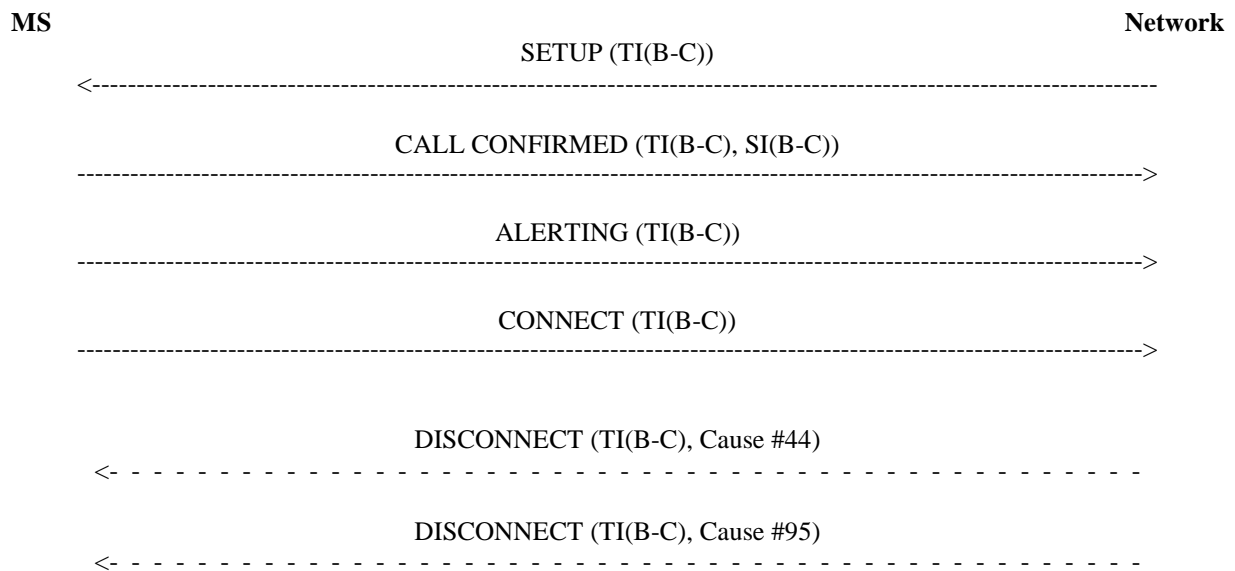 MS Network
SETUP (TI(B-C))
CALL CONFIRMED (TI(B-C), SI(B-C))
ALERTING (TI(B-C))
CONNECT (TI(B-C))
DISCONNECT (TI(B-C), Cause #44)
DISCONNECT (TI(B-C), Cause #95)